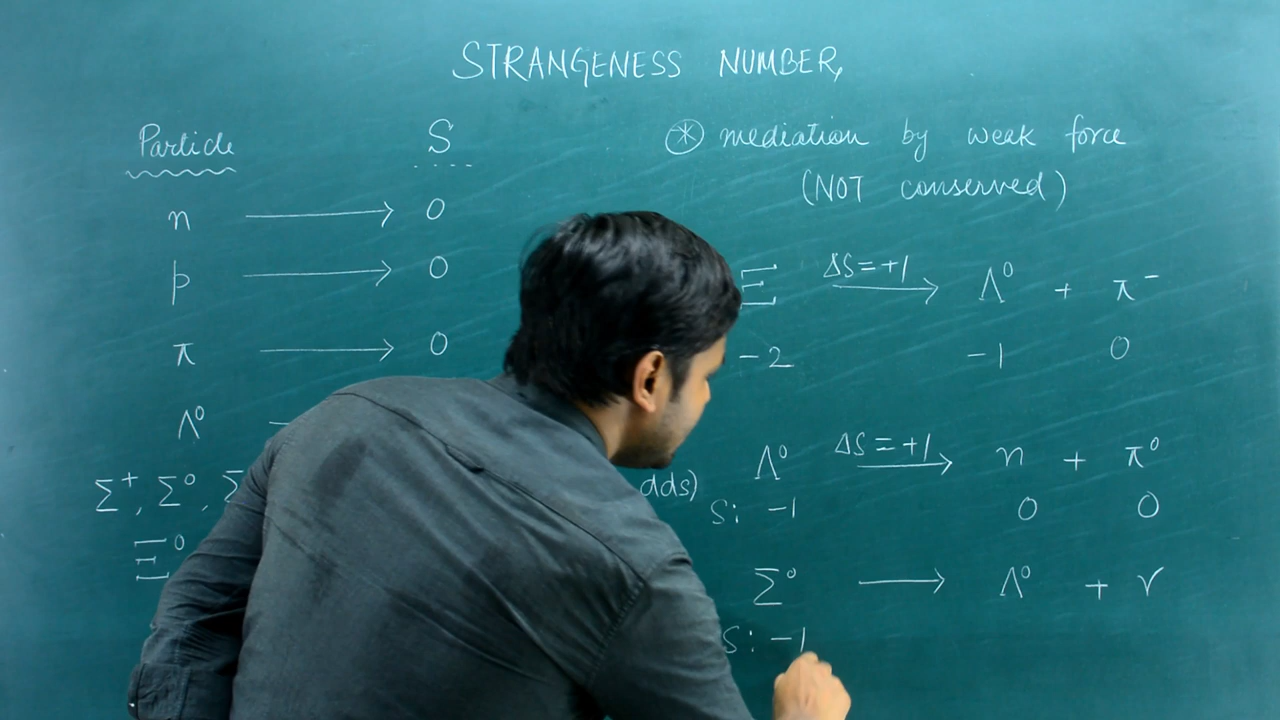 STRANGENESS NUMBER,
Particle S
n ⟶ 0
p ⟶ 0
π ⟶ 0
Λ⁰
Σ⁺, Σ⁰, Σ
Ξ⁰
dds)
⊛ mediation by weak force
(NOT conserved)
Ξ ΔS=+1 ⟶ Λ⁰ + π⁻
-2 -1 0
Λ⁰ ΔS=+1 ⟶ n + π⁰
S: -1 0 0
Σ⁰ ⟶ Λ⁰ + γ
S: -1